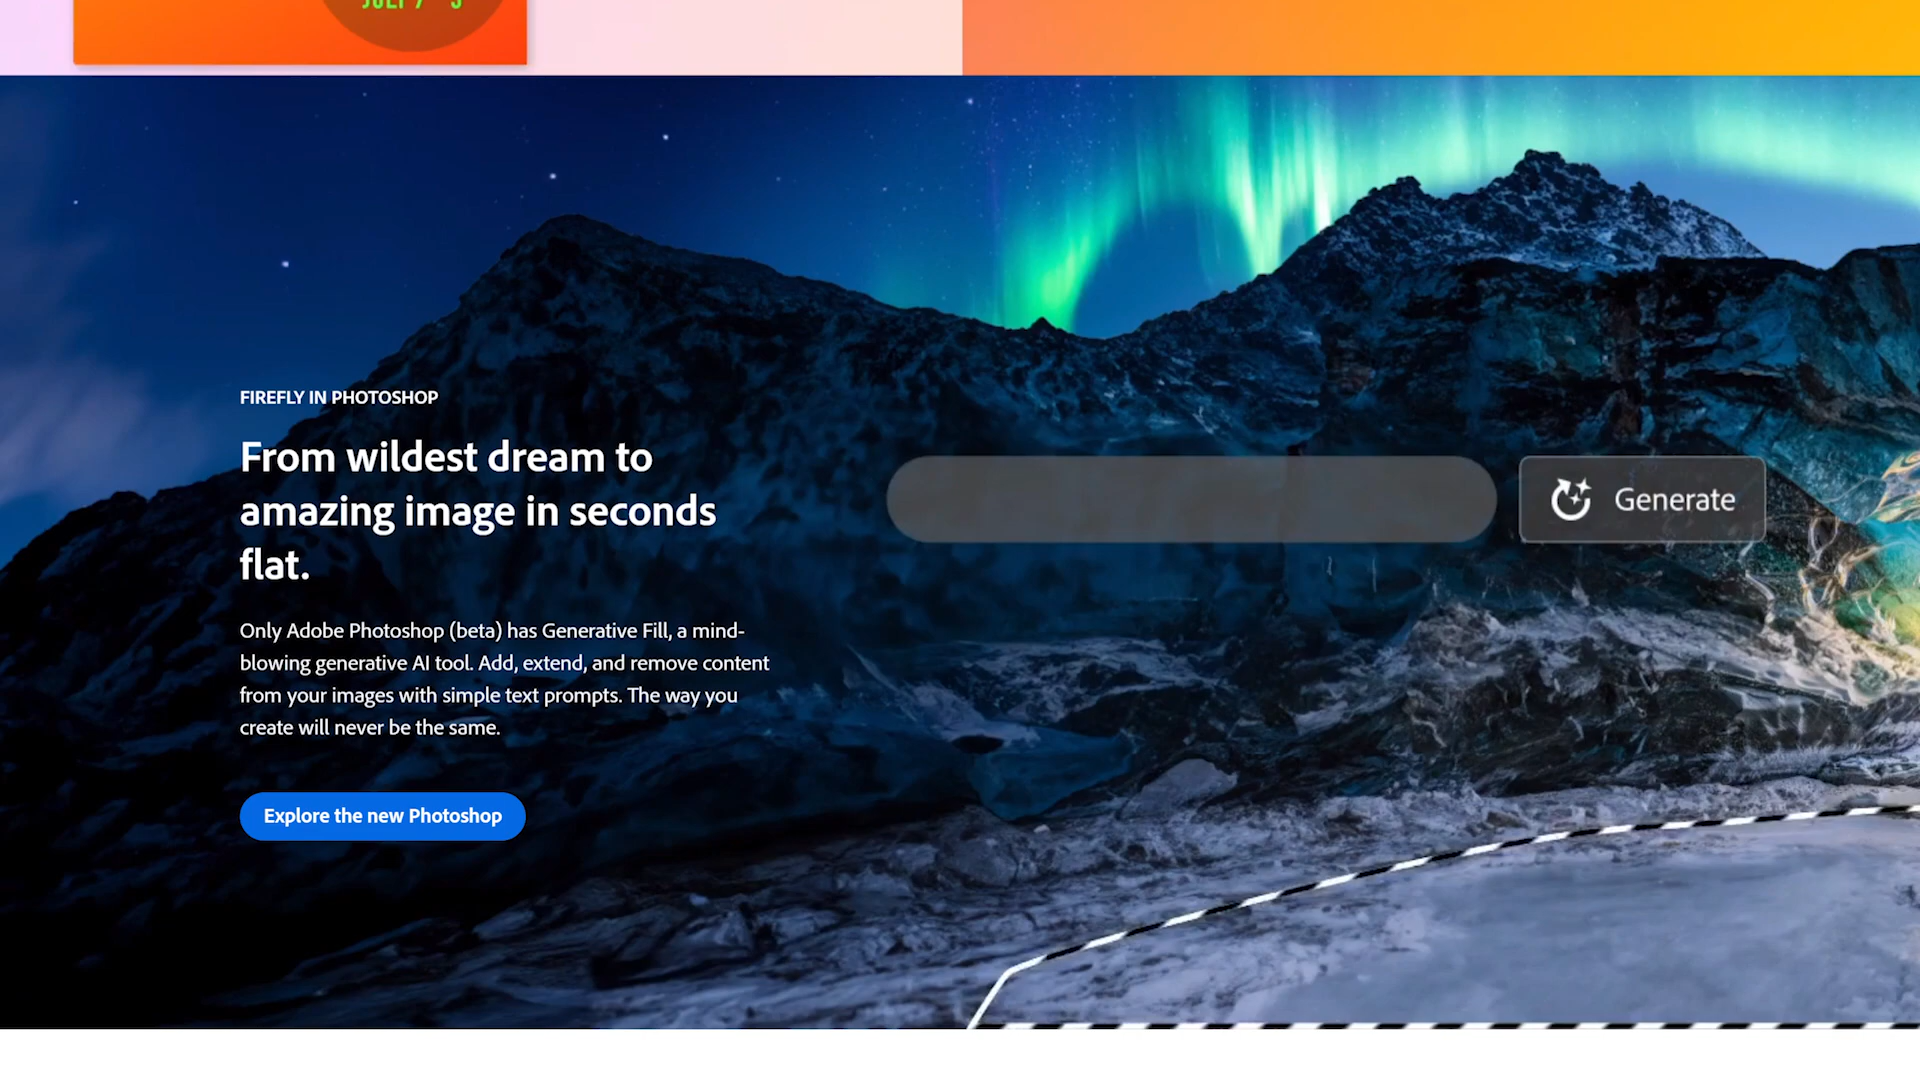 FIREFLY IN PHOTOSHOP
From wildest dream to
amazing image in seconds
flat.
Generate
Only Adobe Photoshop (beta) has Generative Fill, a mind-
blowing generative AI tool. Add, extend, and remove content
from your images with simple text prompts. The way you
create will never be the same.
Explore the new Photoshop